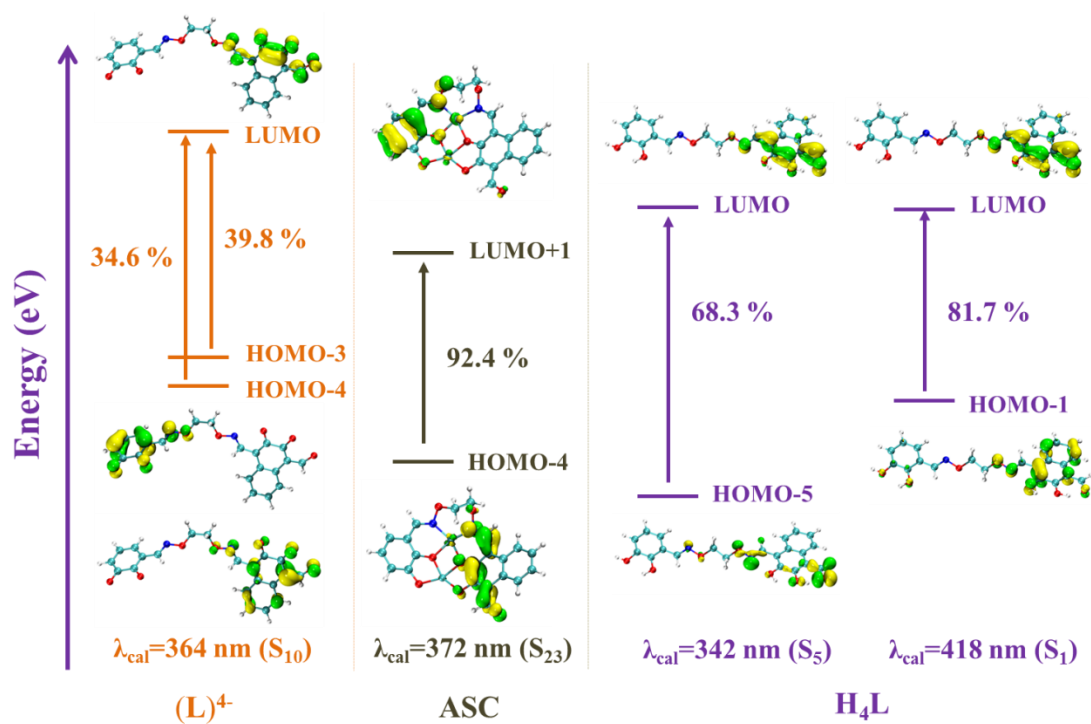 Energy (eV)
LUMO
34.6 %
39.8 %
HOMO-3
HOMO-4
λcal=364 nm (S10)
(L)4-
LUMO+1
92.4 %
HOMO-4
λcal=372 nm (S23)
ASC
LUMO
68.3 %
HOMO-5
λcal=342 nm (S5)
LUMO
81.7 %
HOMO-1
λcal=418 nm (S1)
H4L